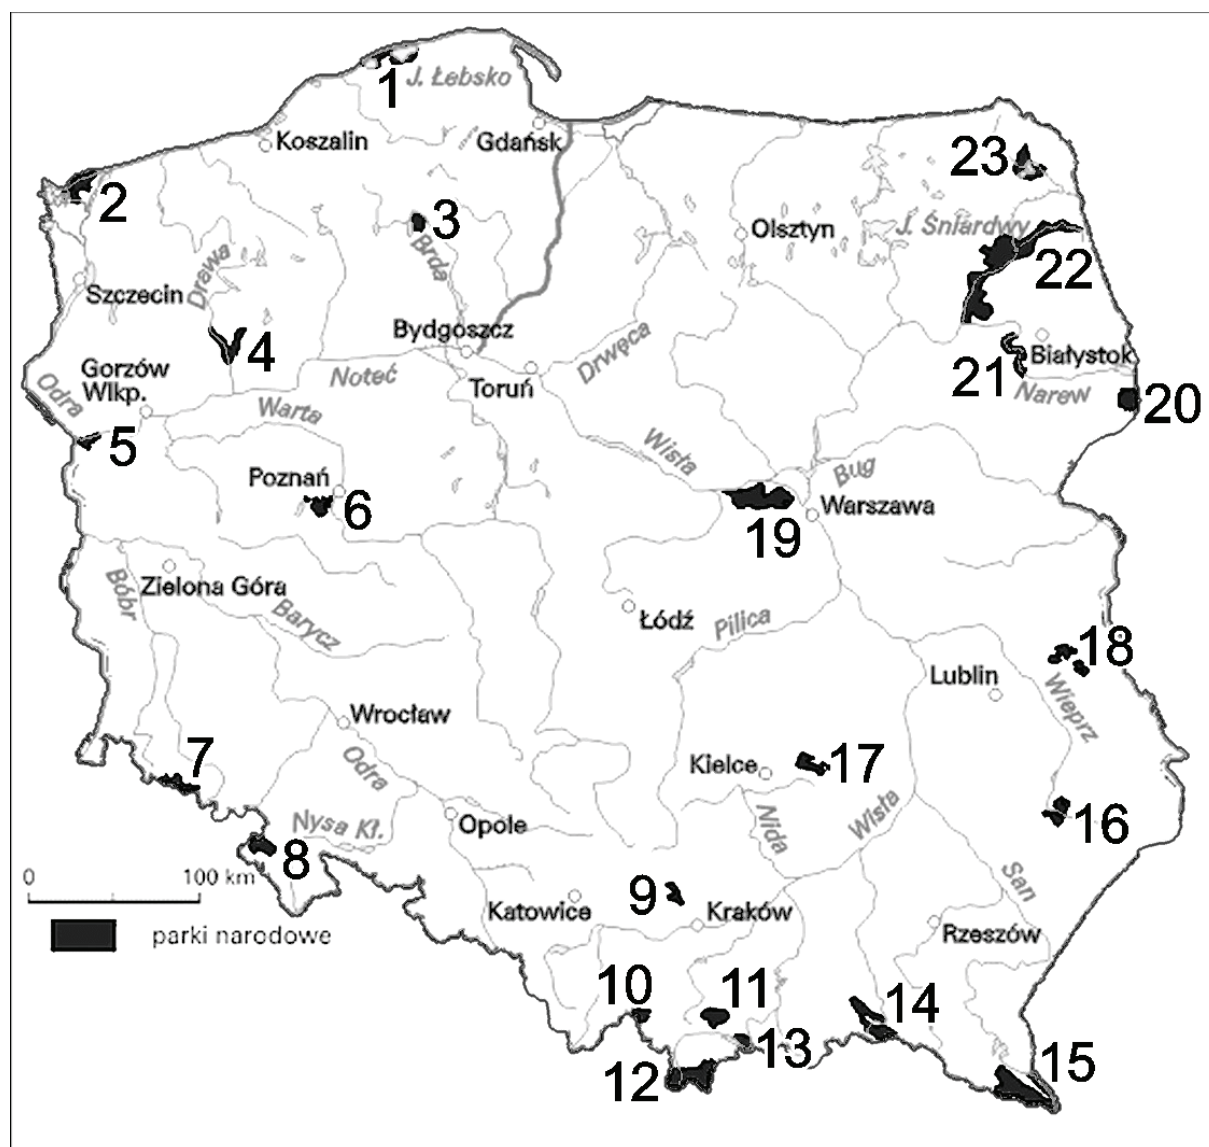 1
J. Łebsko
Koszalin
Gdańsk
23
2
3
Olsztyn
J. Śniardwy
Brda
22
Drawa
Szczecin
4
Bydgoszcz
Drwęca
21
Białystok
Gorzów
Wlkp.
Noteć
Toruń
Narew
20
Odra
Warta
5
Wisła
Bug
Poznań
6
19
Warszawa
Bóbr
Zielona Góra
Barycz
Łódź
Pilica
18
Lublin
Wieprz
Wrocław
7
Odra
Kielce
17
Nida
Wisła
16
Nysa Kł.
Opole
8
0
100 km
9
San
Katowice
Kraków
Rzeszów
parki narodowe
10
11
14
13
12
15